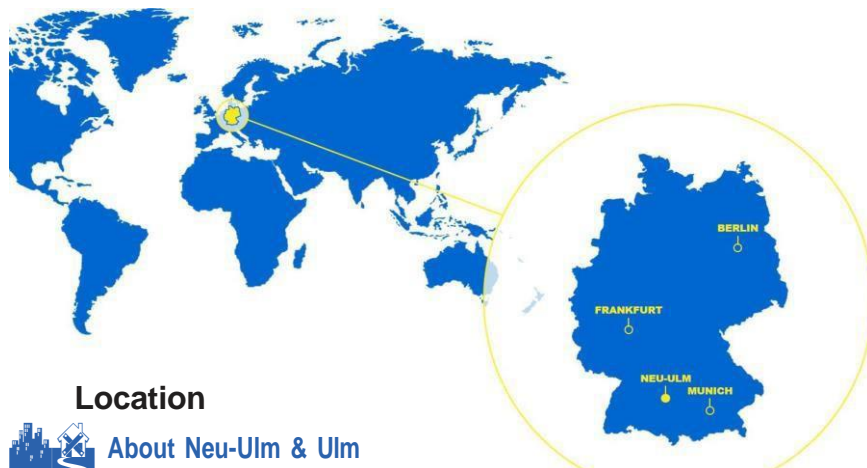 BERLIN
FRANKFURT
NEU-ULM
MUNICH
Location
About Neu-Ulm & Ulm